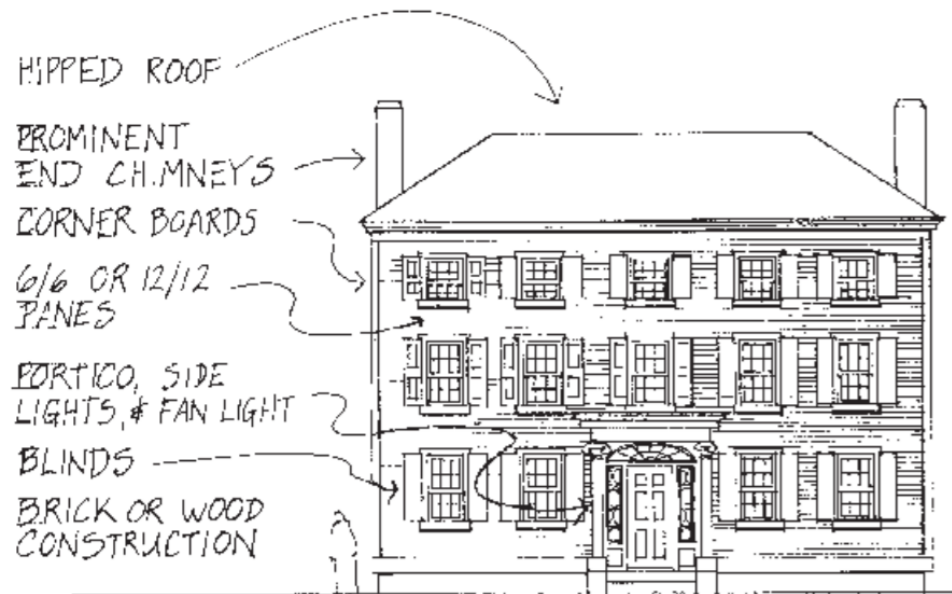 HIPPED ROOF
PROMINENT
END CHIMNEYS
CORNER BOARDS
6/6 OR 12/12
PANES
PORTICO, SIDE
LIGHTS, & FAN LIGHT
BLINDS
BRICK OR WOOD
CONSTRUCTION